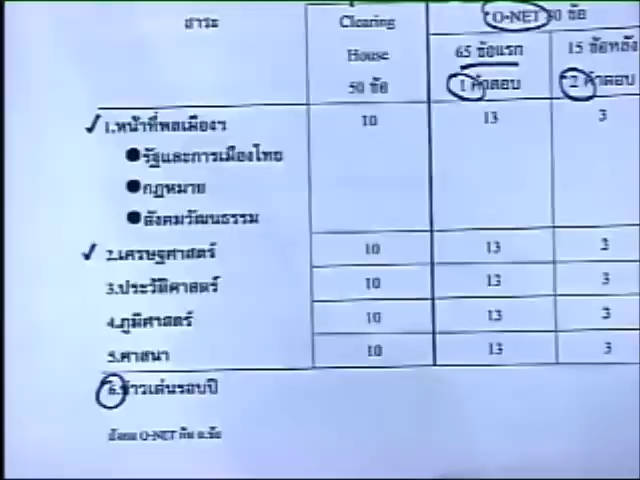 สาระ Clearing House 50 ข้อ O-NET 80 ข้อ
65 ข้อแรก 15 ข้อหลัง
1 คำตอบ 2 คำตอบ
1.หน้าที่พลเมืองฯ 10 13 3
●รัฐและการเมืองไทย
●กฎหมาย
●สังคมวัฒนธรรม
2.เศรษฐศาสตร์ 10 13 3
3.ประวัติศาสตร์ 10 13 3
4.ภูมิศาสตร์ 10 13 3
5.ศาสนา 10 13 3
6.ข่าวเด่นรอบปี
O-NET